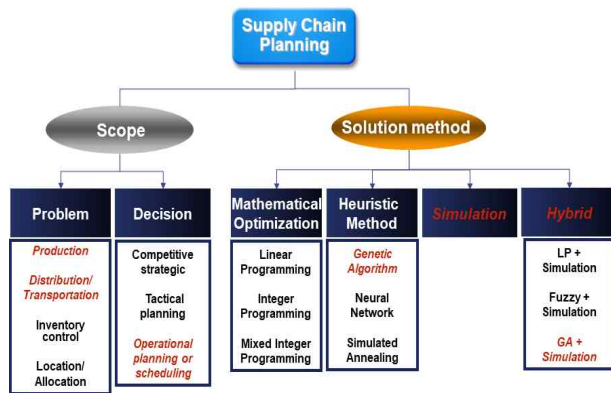 Supply Chain
Planning
Scope
Solution method
Problem
Decision
Mathematical
Optimization
Heuristic
Method
Simulation
Hybrid
Production
Distribution/
Transportation
Inventory
control
Location/
Allocation
Competitive
strategic
Tactical
planning
Operational
planning or
scheduling
Linear
Programming
Integer
Programming
Mixed Integer
Programming
Genetic
Algorithm
Neural
Network
Simulated
Annealing
LP +
Simulation
Fuzzy +
Simulation
GA +
Simulation